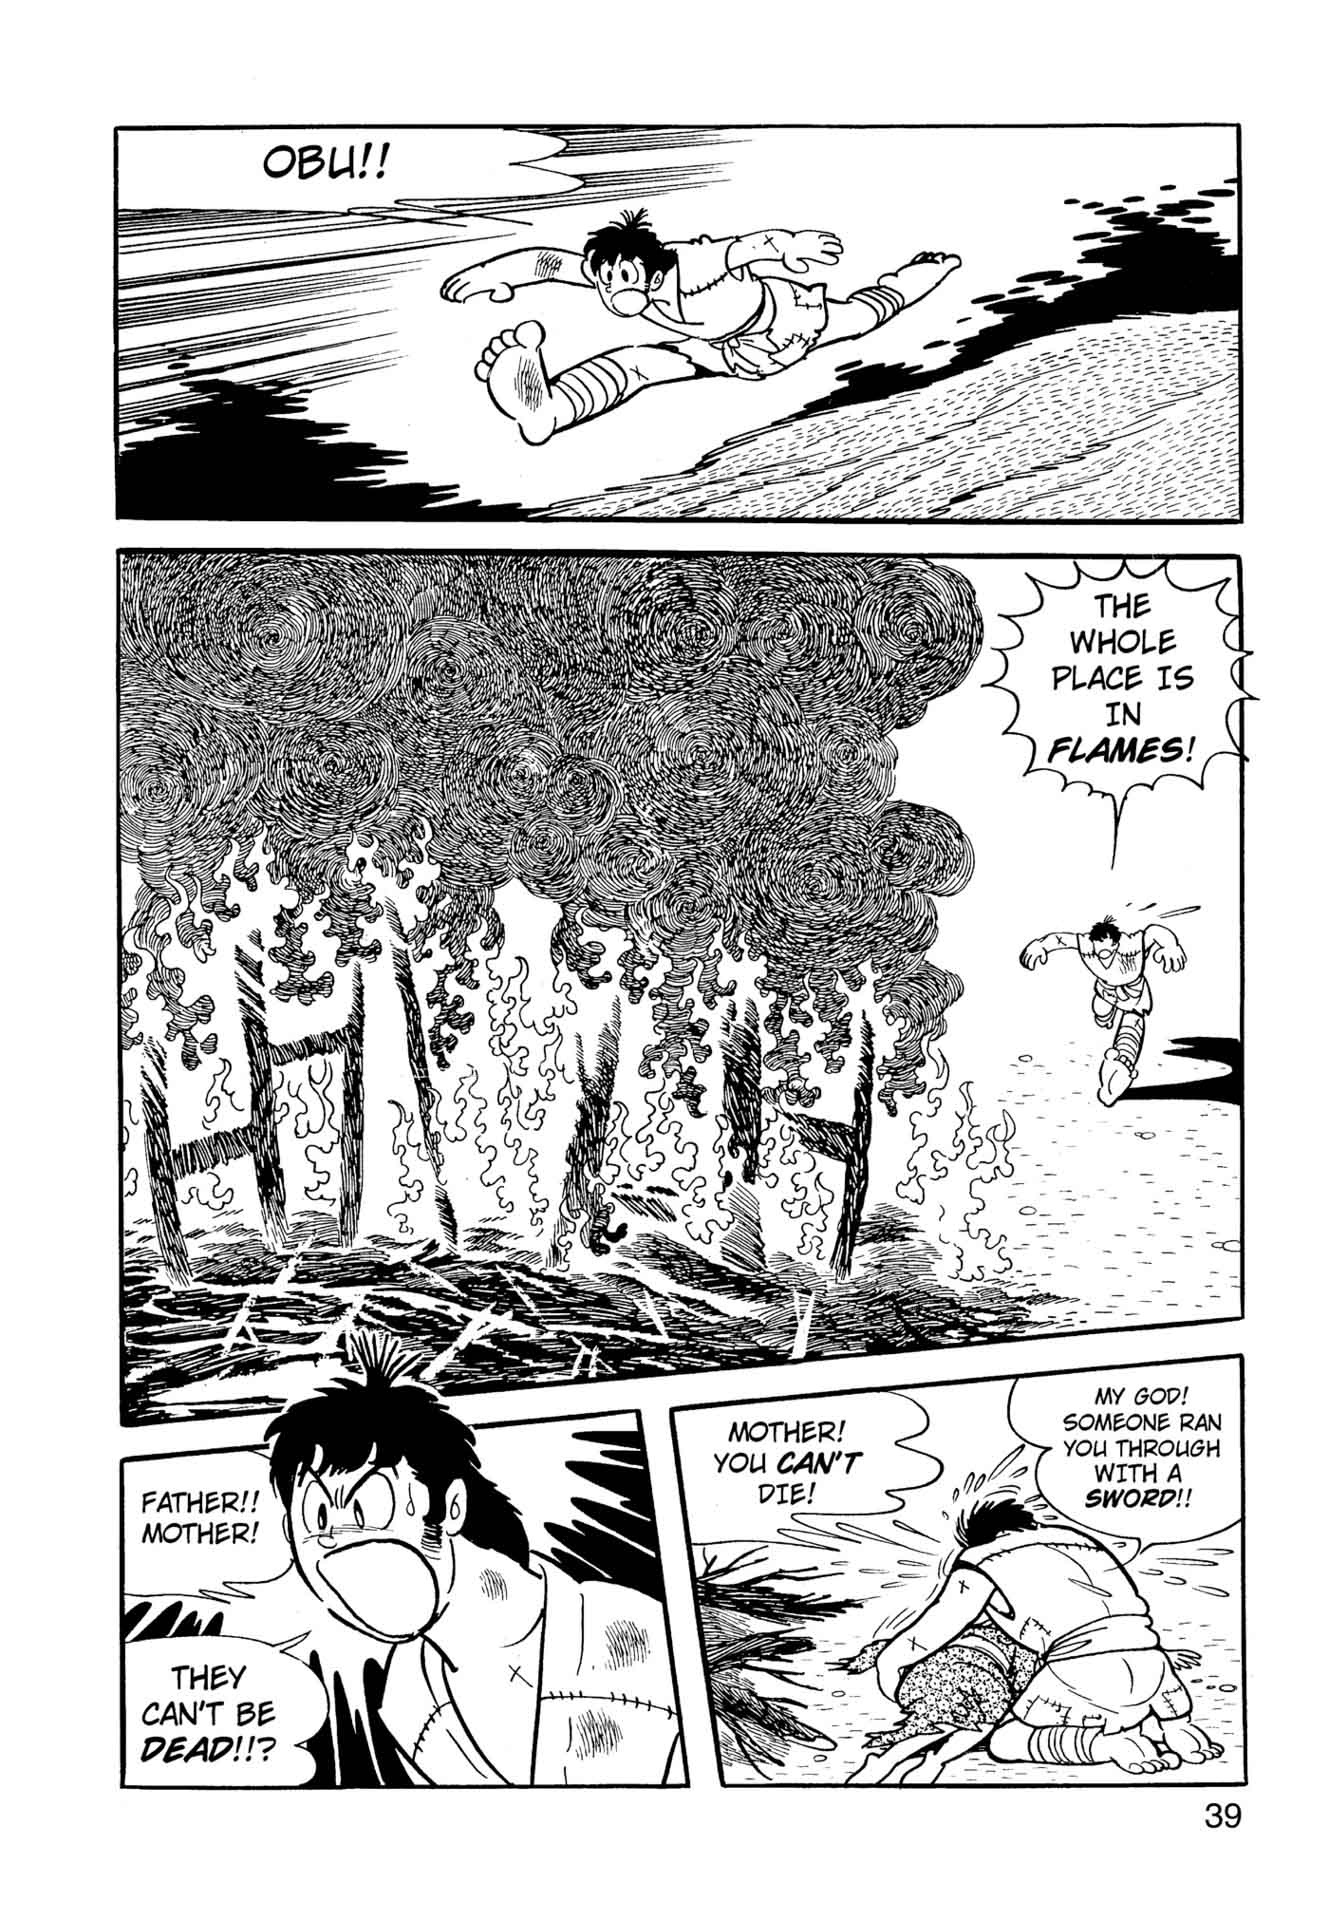 OBU!!
THE
WHOLE
PLACE IS
IN
FLAMES!
FATHER!!
MOTHER!
THEY
CAN'T BE
DEAD!!?
MOTHER!
YOU CAN'T
DIE!
MY GOD!
SOMEONE RAN
YOU THROUGH
WITH A
SWORD!!
39